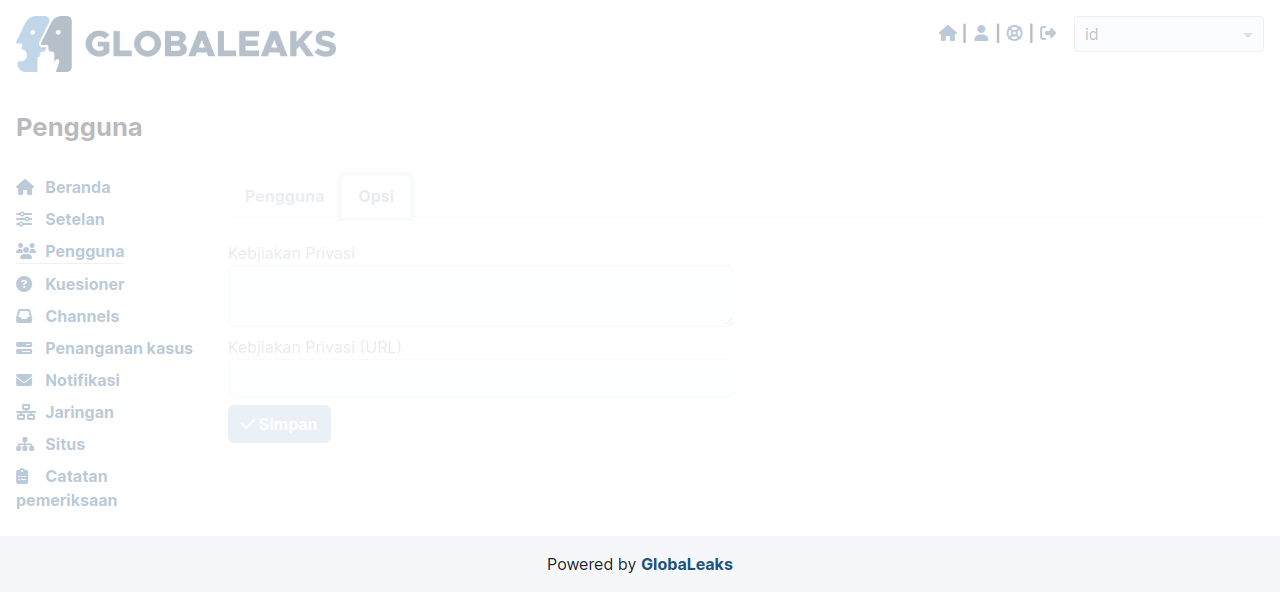 GLOBALEAKS
id
Pengguna
Beranda
Setelan
Pengguna
Kuesioner
Channels
Penanganan kasus
Notifikasi
Jaringan
Situs
Catatan
pemeriksaan
Pengguna
Opsi
Kebjiakan Privasi
Kebjiakan Privasi (URL)
Simpan
Powered by GlobaLeaks